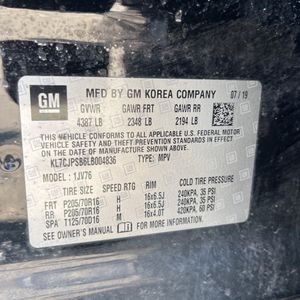 GM
MFD BY GM KOREA COMPANY 07/19
GVWR GAWR FRT GAWR RR
4387 LB 2348 LB 2194 LB
THIS VEHICLE CONFORMS TO ALL APPLICABLE U.S. FEDERAL MOTOR
VEHICLE SAFETY, BUMPER, AND THEFT PREVENTION STANDARDS IN
EFFECT ON THE DATE OF MANUFACTURE SHOWN ABOVE.
KL7CJPSB6LB004836 TYPE: MPV
MODEL: 1JV76
TIRE SIZE SPEED RTG RIM COLD TIRE PRESSURE
FRT P205/70R16 H 16x6.5J 240KPA, 35 PSI
RR P205/70R16 H 16x6.5J 240KPA, 35 PSI
SPA T125/70D16 M 16x4.0T 420KPA, 60 PSI
SEE OWNER'S MANUAL FOR ADDITIONAL INFORMATION.